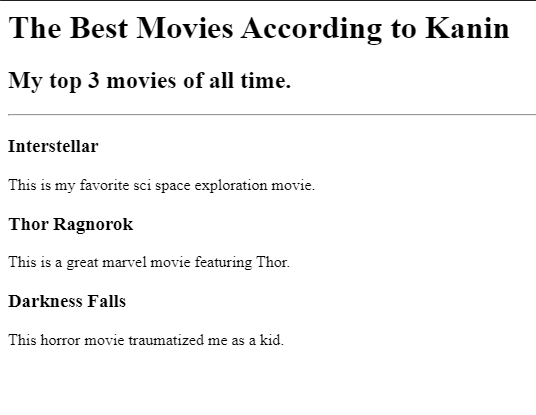 The Best Movies According to Kanin
My top 3 movies of all time.
Interstellar
This is my favorite sci space exploration movie.
Thor Ragnorok
This is a great marvel movie featuring Thor.
Darkness Falls
This horror movie traumatized me as a kid.